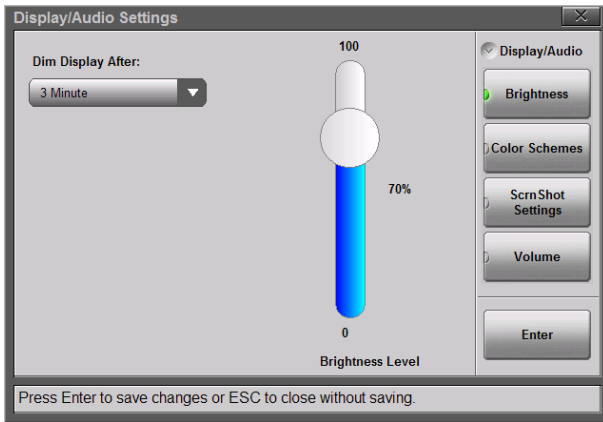 Display/Audio Settings
Dim Display After:
3 Minute
100
70%
0
Brightness Level
Display/Audio
Brightness
Color Schemes
ScrnShot
Settings
Volume
Enter
Press Enter to save changes or ESC to close without saving.